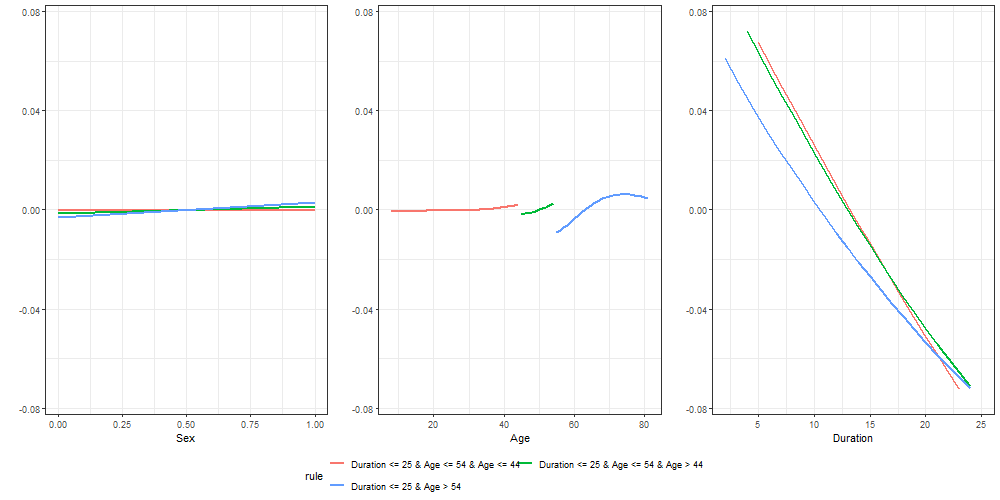 0.08
0.04
0.00
-0.04
-0.08
0.00 0.25 0.50 0.75 1.00
Sex
0.08
0.04
0.00
-0.04
-0.08
20 40 60 80
Age
0.08
0.04
0.00
-0.04
-0.08
5 10 15 20 25
Duration
rule
Duration <= 25 & Age <= 54 & Age <= 44
Duration <= 25 & Age <= 54 & Age > 44
Duration <= 25 & Age > 54